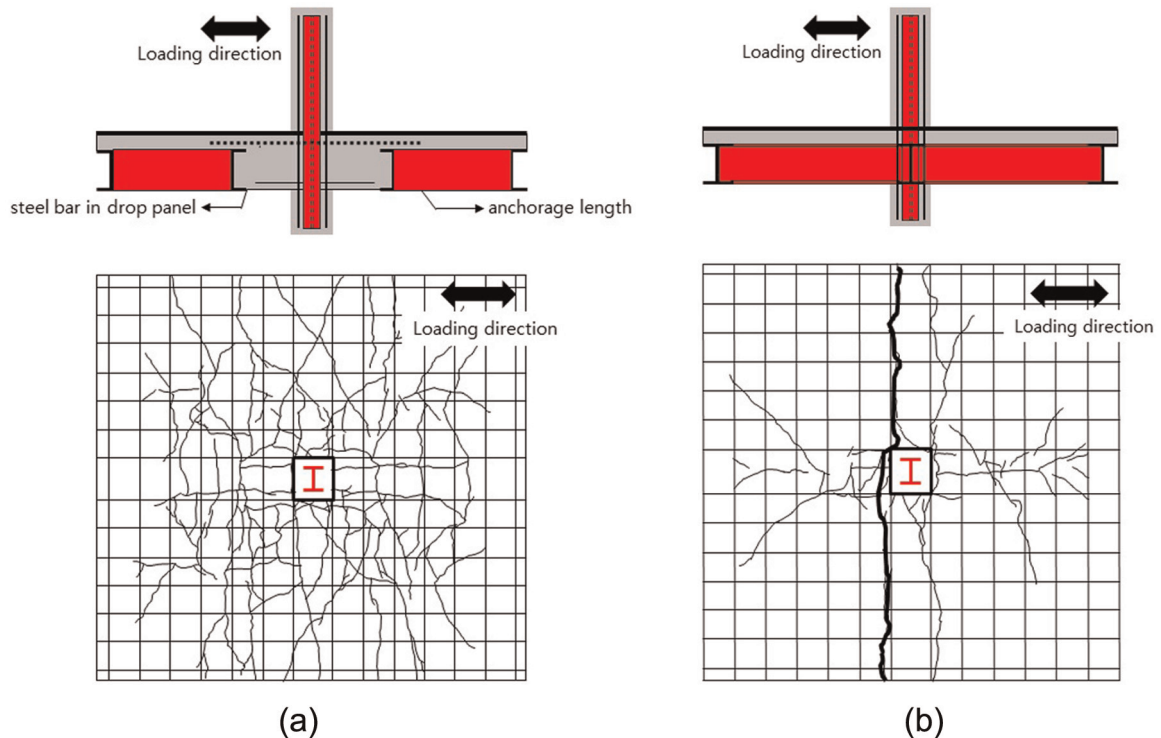 Loading direction
steel bar in drop panel
anchorage length
Loading direction
(a)
Loading direction
Loading direction
(b)